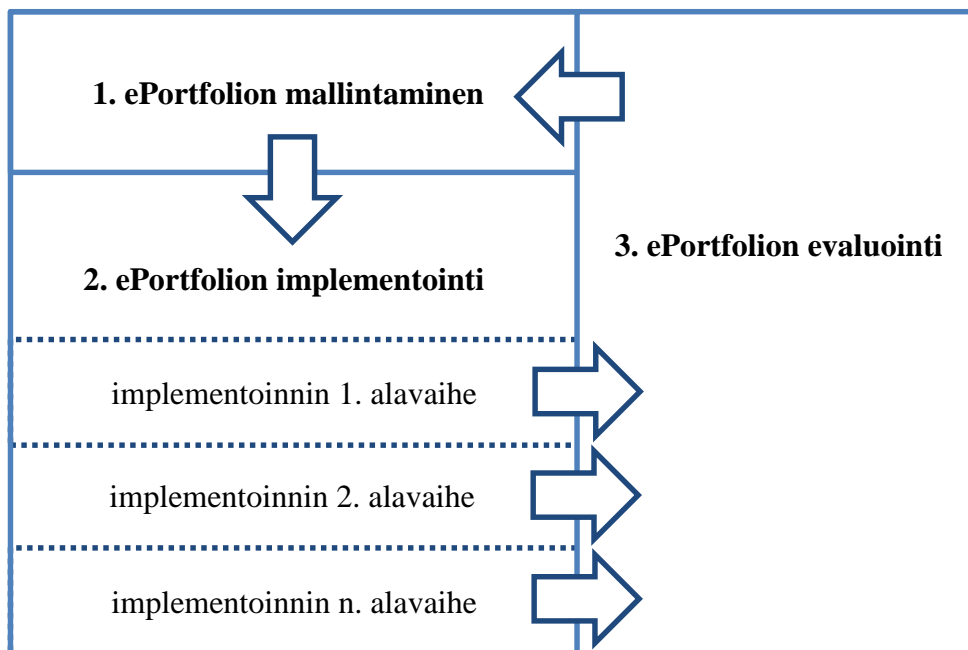 1. ePortfolion mallintaminen
2. ePortfolion implementointi
implementoinnin 1. alavaihe
implementoinnin 2. alavaihe
implementoinnin n. alavaihe
3. ePortfolion evaluointi